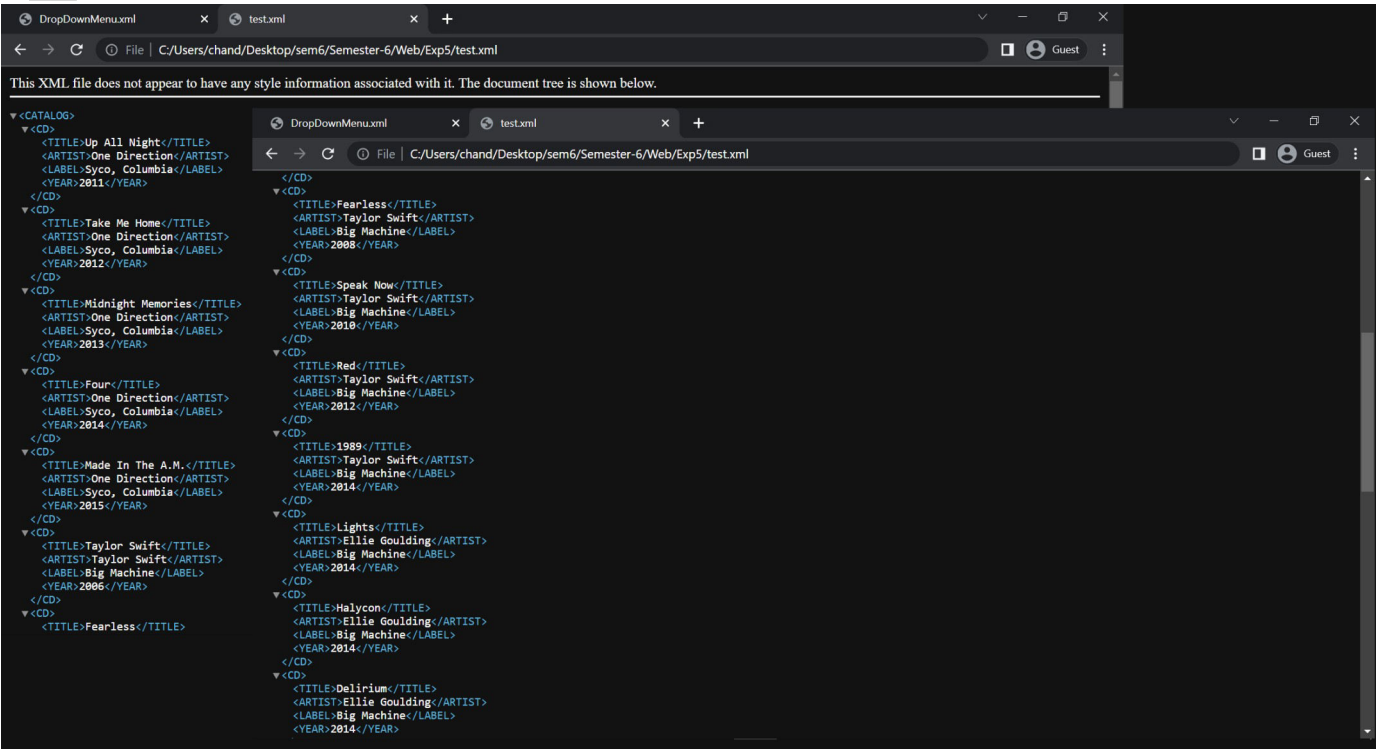 DropDownMenu.xml
test.xml
File | C:/Users/chand/Desktop/sem6/Semester-6/Web/Exp5/test.xml
Guest
This XML file does not appear to have any style information associated with it. The document tree is shown below.
<CATALOG>
<CD>
<TITLE>Up All Night</TITLE>
<ARTIST>One Direction</ARTIST>
<LABEL>Syco, Columbia</LABEL>
<YEAR>2011</YEAR>
</CD>
<CD>
<TITLE>Take Me Home</TITLE>
<ARTIST>One Direction</ARTIST>
<LABEL>Syco, Columbia</LABEL>
<YEAR>2012</YEAR>
</CD>
<CD>
<TITLE>Midnight Memories</TITLE>
<ARTIST>One Direction</ARTIST>
<LABEL>Syco, Columbia</LABEL>
<YEAR>2013</YEAR>
</CD>
<CD>
<TITLE>Four</TITLE>
<ARTIST>One Direction</ARTIST>
<LABEL>Syco, Columbia</LABEL>
<YEAR>2014</YEAR>
</CD>
<CD>
<TITLE>Made In The A.M.</TITLE>
<ARTIST>One Direction</ARTIST>
<LABEL>Syco, Columbia</LABEL>
<YEAR>2015</YEAR>
</CD>
<CD>
<TITLE>Taylor Swift</TITLE>
<ARTIST>Taylor Swift</ARTIST>
<LABEL>Big Machine</LABEL>
<YEAR>2006</YEAR>
</CD>
<CD>
<TITLE>Fearless</TITLE>
DropDownMenu.xml
test.xml
File | C:/Users/chand/Desktop/sem6/Semester-6/Web/Exp5/test.xml
Guest
</CD>
<CD>
<TITLE>Fearless</TITLE>
<ARTIST>Taylor Swift</ARTIST>
<LABEL>Big Machine</LABEL>
<YEAR>2008</YEAR>
</CD>
<CD>
<TITLE>Speak Now</TITLE>
<ARTIST>Taylor Swift</ARTIST>
<LABEL>Big Machine</LABEL>
<YEAR>2010</YEAR>
</CD>
<CD>
<TITLE>Red</TITLE>
<ARTIST>Taylor Swift</ARTIST>
<LABEL>Big Machine</LABEL>
<YEAR>2012</YEAR>
</CD>
<CD>
<TITLE>1989</TITLE>
<ARTIST>Taylor Swift</ARTIST>
<LABEL>Big Machine</LABEL>
<YEAR>2014</YEAR>
</CD>
<CD>
<TITLE>Lights</TITLE>
<ARTIST>Ellie Goulding</ARTIST>
<LABEL>Big Machine</LABEL>
<YEAR>2014</YEAR>
</CD>
<CD>
<TITLE>Halycon</TITLE>
<ARTIST>Ellie Goulding</ARTIST>
<LABEL>Big Machine</LABEL>
<YEAR>2014</YEAR>
</CD>
<CD>
<TITLE>Delirium</TITLE>
<ARTIST>Ellie Goulding</ARTIST>
<LABEL>Big Machine</LABEL>
<YEAR>2014</YEAR>